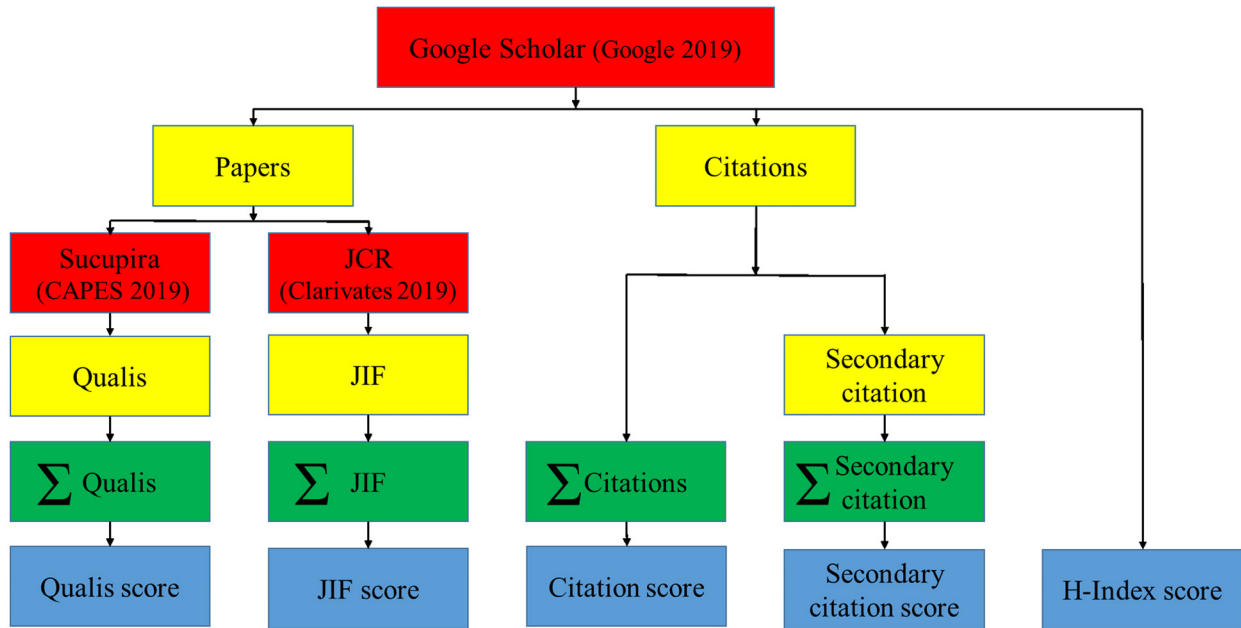 Google Scholar (Google 2019)
Papers
Citations
Sucupira
(CAPES 2019)
JCR
(Clarivates 2019)
Qualis
JIF
Secondary
citation
∑ Qualis
∑ JIF
∑ Citations
∑ Secondary
citation
Qualis score
JIF score
Citation score
Secondary
citation score
H-Index score